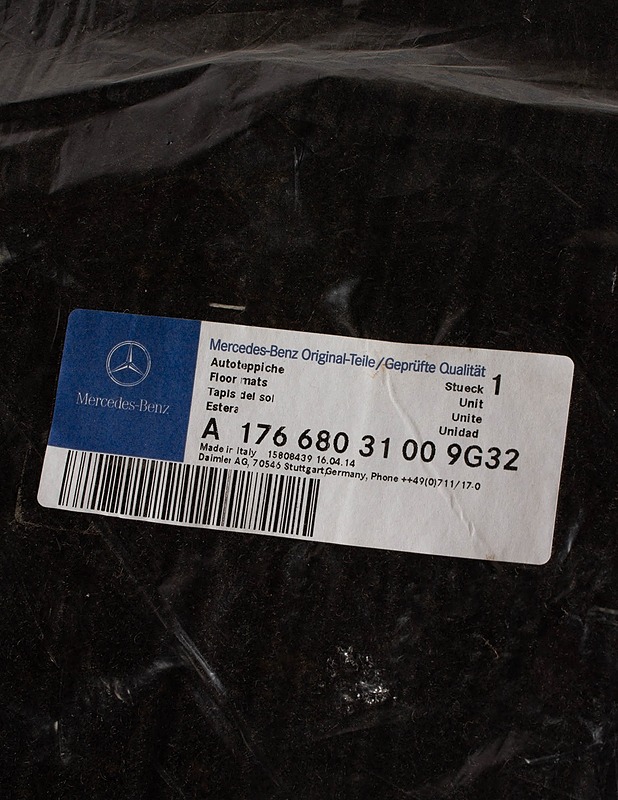 Mercedes-Benz
Mercedes-Benz Original-Teile/Geprüfte Qualität
Autoteppiche Stueck 1
Floor mats Unit
Tapis del sol Unite
Estera Unidad
A 176 680 31 00 9G32
Made in Italy 15808439 16.04.14
Daimler AG, 70546 Stuttgart,Germany, Phone ++49(0)711/17-0